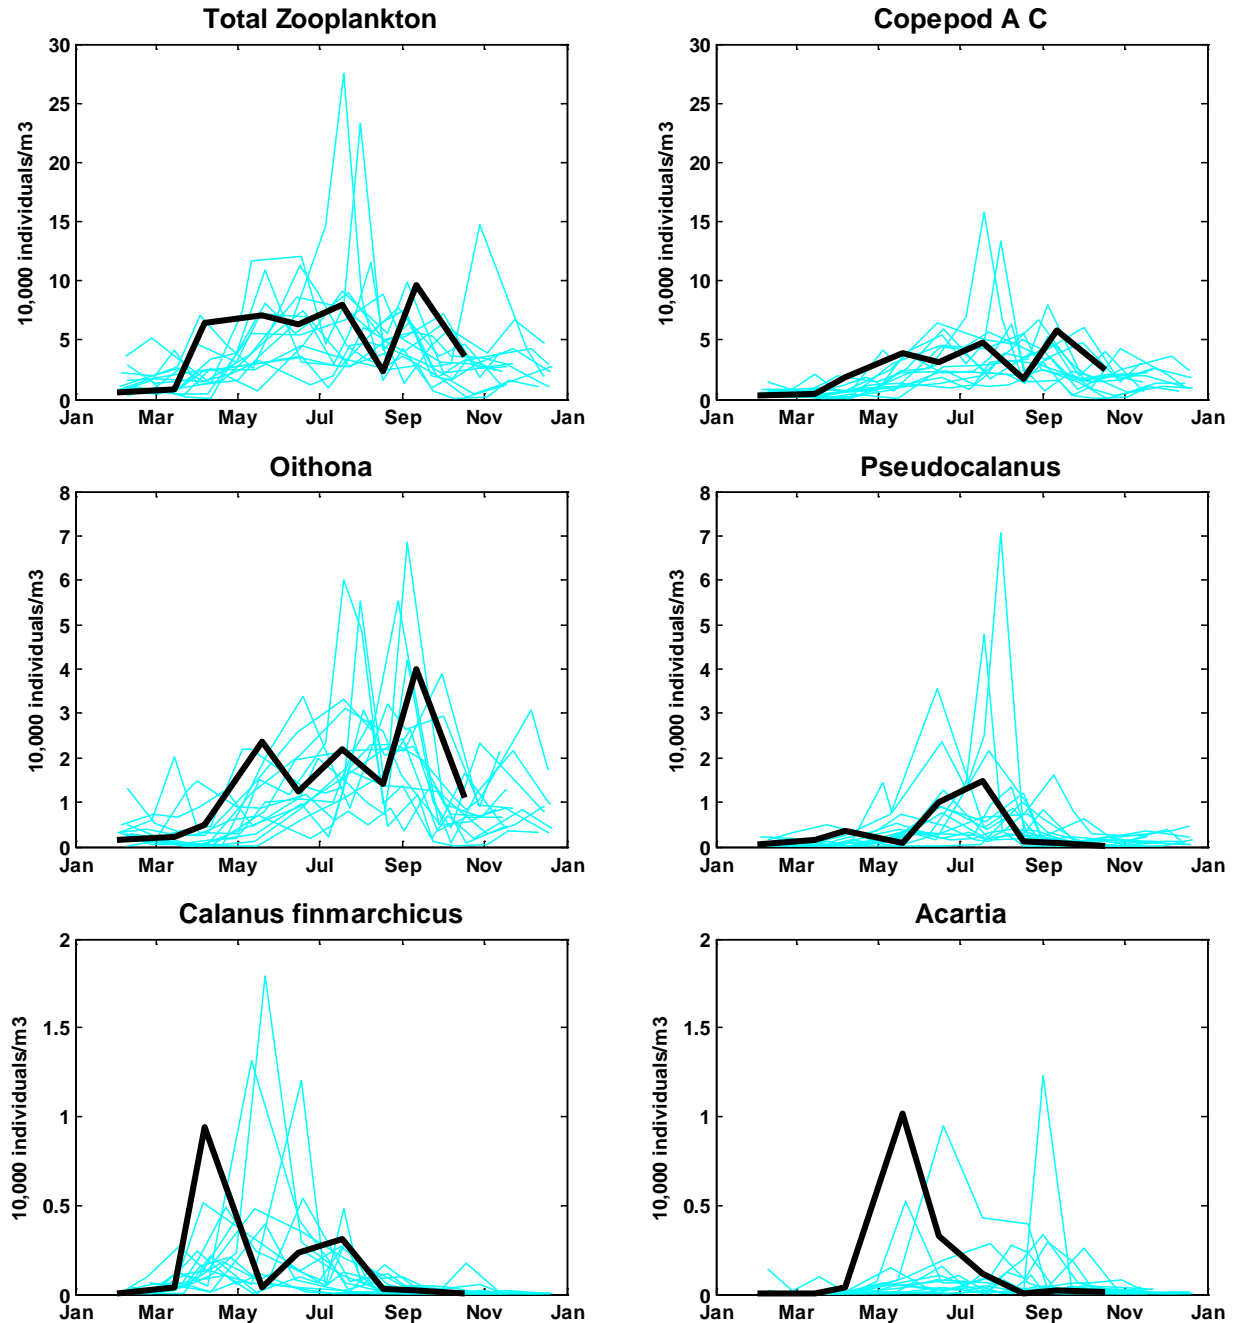 Total Zooplankton
Copepod A C
30
25
20
15
10
5
0
10,000 individuals/m3
Jan Mar May Jul Sep Nov Jan
30
25
20
15
10
5
0
10,000 individuals/m3
Jan Mar May Jul Sep Nov Jan
Oithona
Pseudocalanus
8
7
6
5
4
3
2
1
0
10,000 individuals/m3
Jan Mar May Jul Sep Nov Jan
8
7
6
5
4
3
2
1
0
10,000 individuals/m3
Jan Mar May Jul Sep Nov Jan
Calanus finmarchicus
Acartia
2
1.5
1
0.5
0
10,000 individuals/m3
Jan Mar May Jul Sep Nov Jan
2
1.5
1
0.5
0
10,000 individuals/m3
Jan Mar May Jul Sep Nov Jan